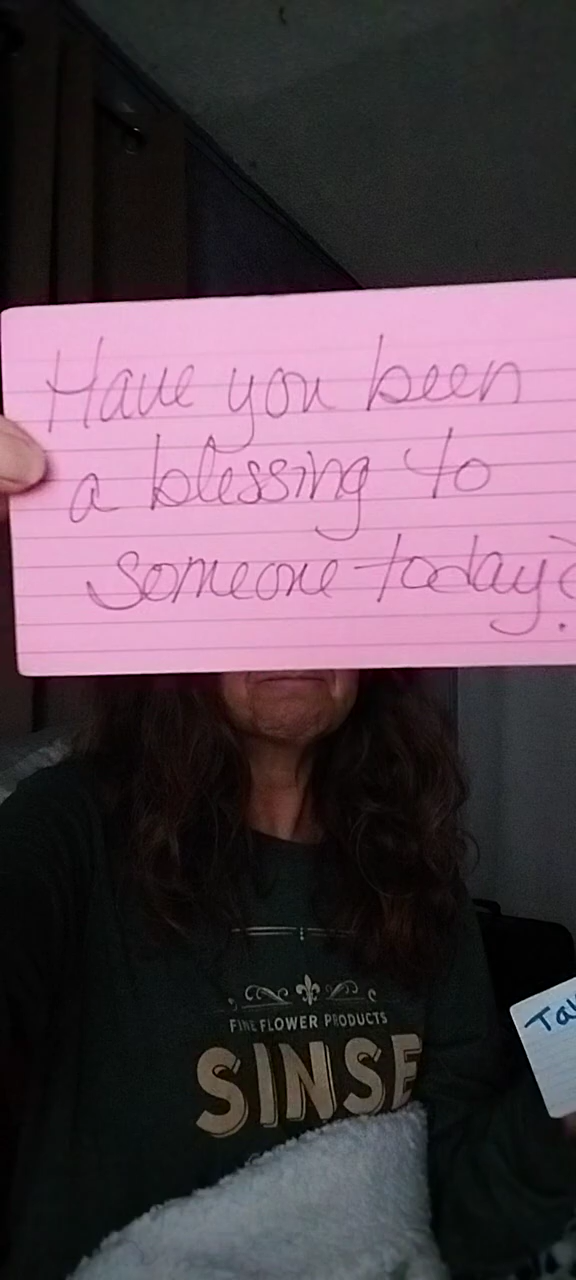 Have you been
a blessing to
someone today?
FINE FLOWER PRODUCTS
SINSE